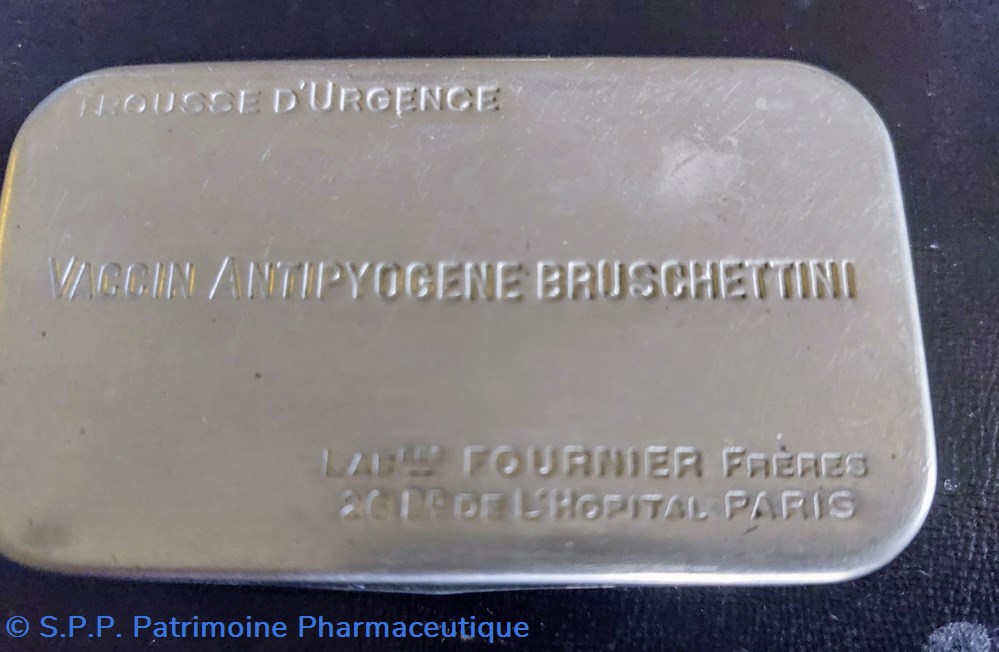 TROUSSE D'URGENCE
VACCIN ANTIPYOGENE BRUSCHETTINI
LABres FOURNIER FRÈRES
26 Bd DE L'HOPITAL PARIS
© S.P.P. Patrimoine Pharmaceutique